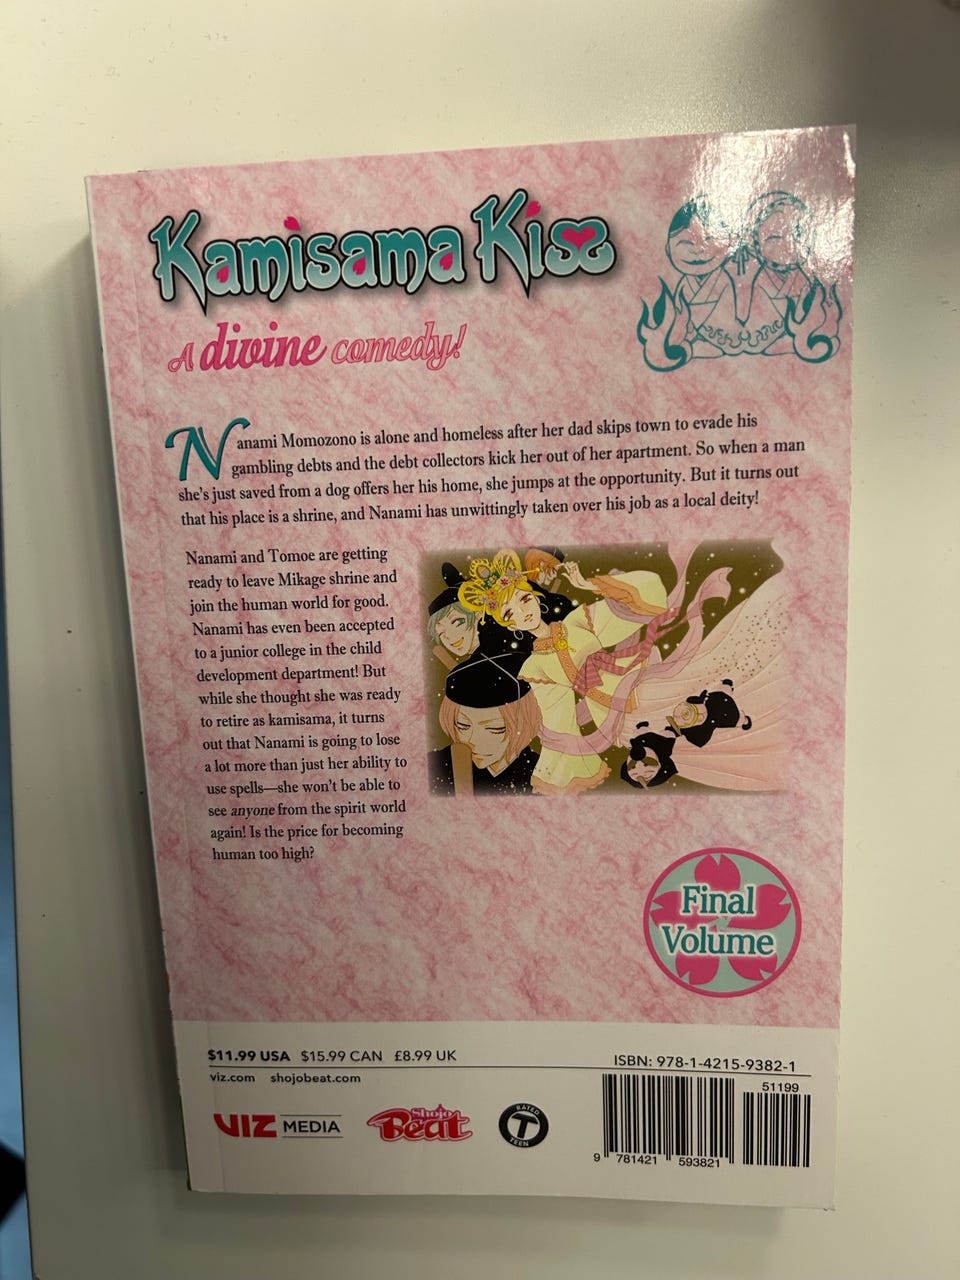 Kamisama Kiss
A divine comedy!
Nanami Momozono is alone and homeless after her dad skips town to evade his
gambling debts and the debt collectors kick her out of her apartment. So when a man
she's just saved from a dog offers her his home, she jumps at the opportunity. But it turns out
that his place is a shrine, and Nanami has unwittingly taken over his job as a local deity!
Nanami and Tomoe are getting
ready to leave Mikage shrine and
join the human world for good.
Nanami has even been accepted
to a junior college in the child
development department! But
while she thought she was ready
to retire as kamisama, it turns
out that Nanami is going to lose
a lot more than just her ability to
use spells—she won't be able to
see anyone from the spirit world
again! Is the price for becoming
human too high?
Final
Volume
$11.99 USA $15.99 CAN £8.99 UK
viz.com shojobeat.com
VIZ MEDIA
Shojo
Beat
RATED
T
TEEN
ISBN: 978-1-4215-9382-1
51199
9 781421 593821